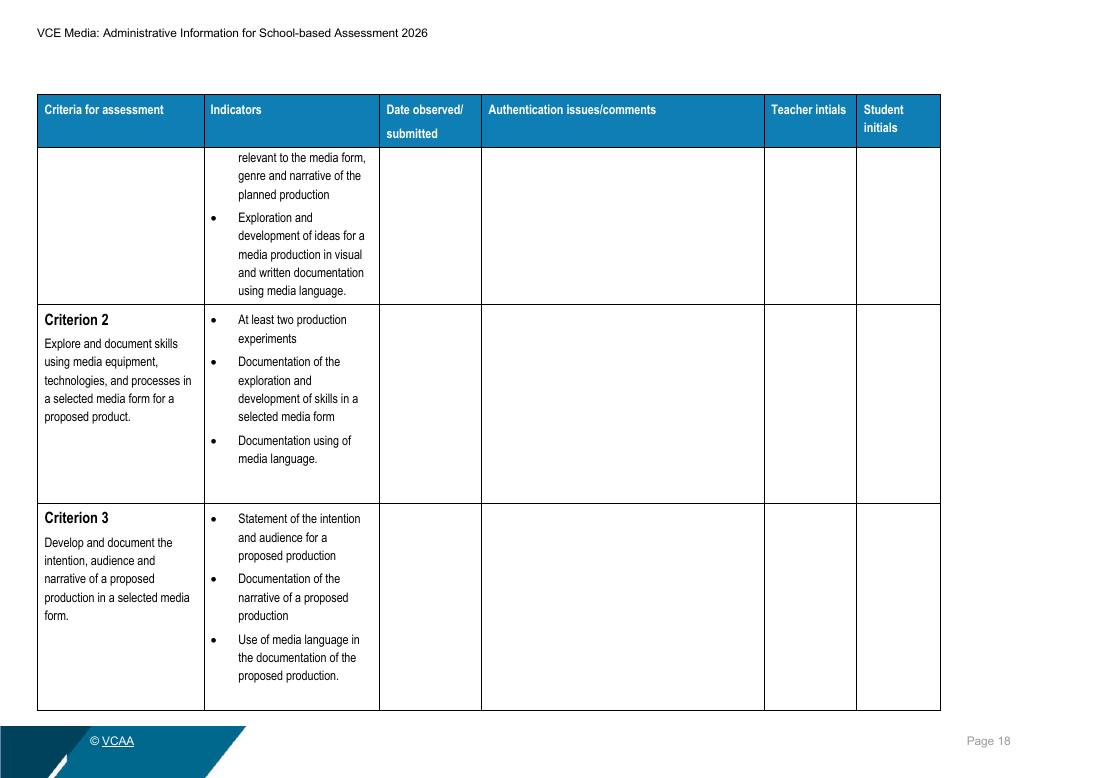 VCE Media: Administrative Information for School-based Assessment 2026
Criteria for assessment
Indicators
Date observed/
submitted
Authentication issues/comments
Teacher intials
Student
initials
relevant to the media form,
genre and narrative of the
planned production
• Exploration and
development of ideas for a
media production in visual
and written documentation
using media language.
Criterion 2
Explore and document skills
using media equipment,
technologies, and processes in
a selected media form for a
proposed product.
• At least two production
experiments
• Documentation of the
exploration and
development of skills in a
selected media form
• Documentation using of
media language.
Criterion 3
Develop and document the
intention, audience and
narrative of a proposed
production in a selected media
form.
• Statement of the intention
and audience for a
proposed production
• Documentation of the
narrative of a proposed
production
• Use of media language in
the documentation of the
proposed production.
© VCAA
Page 18